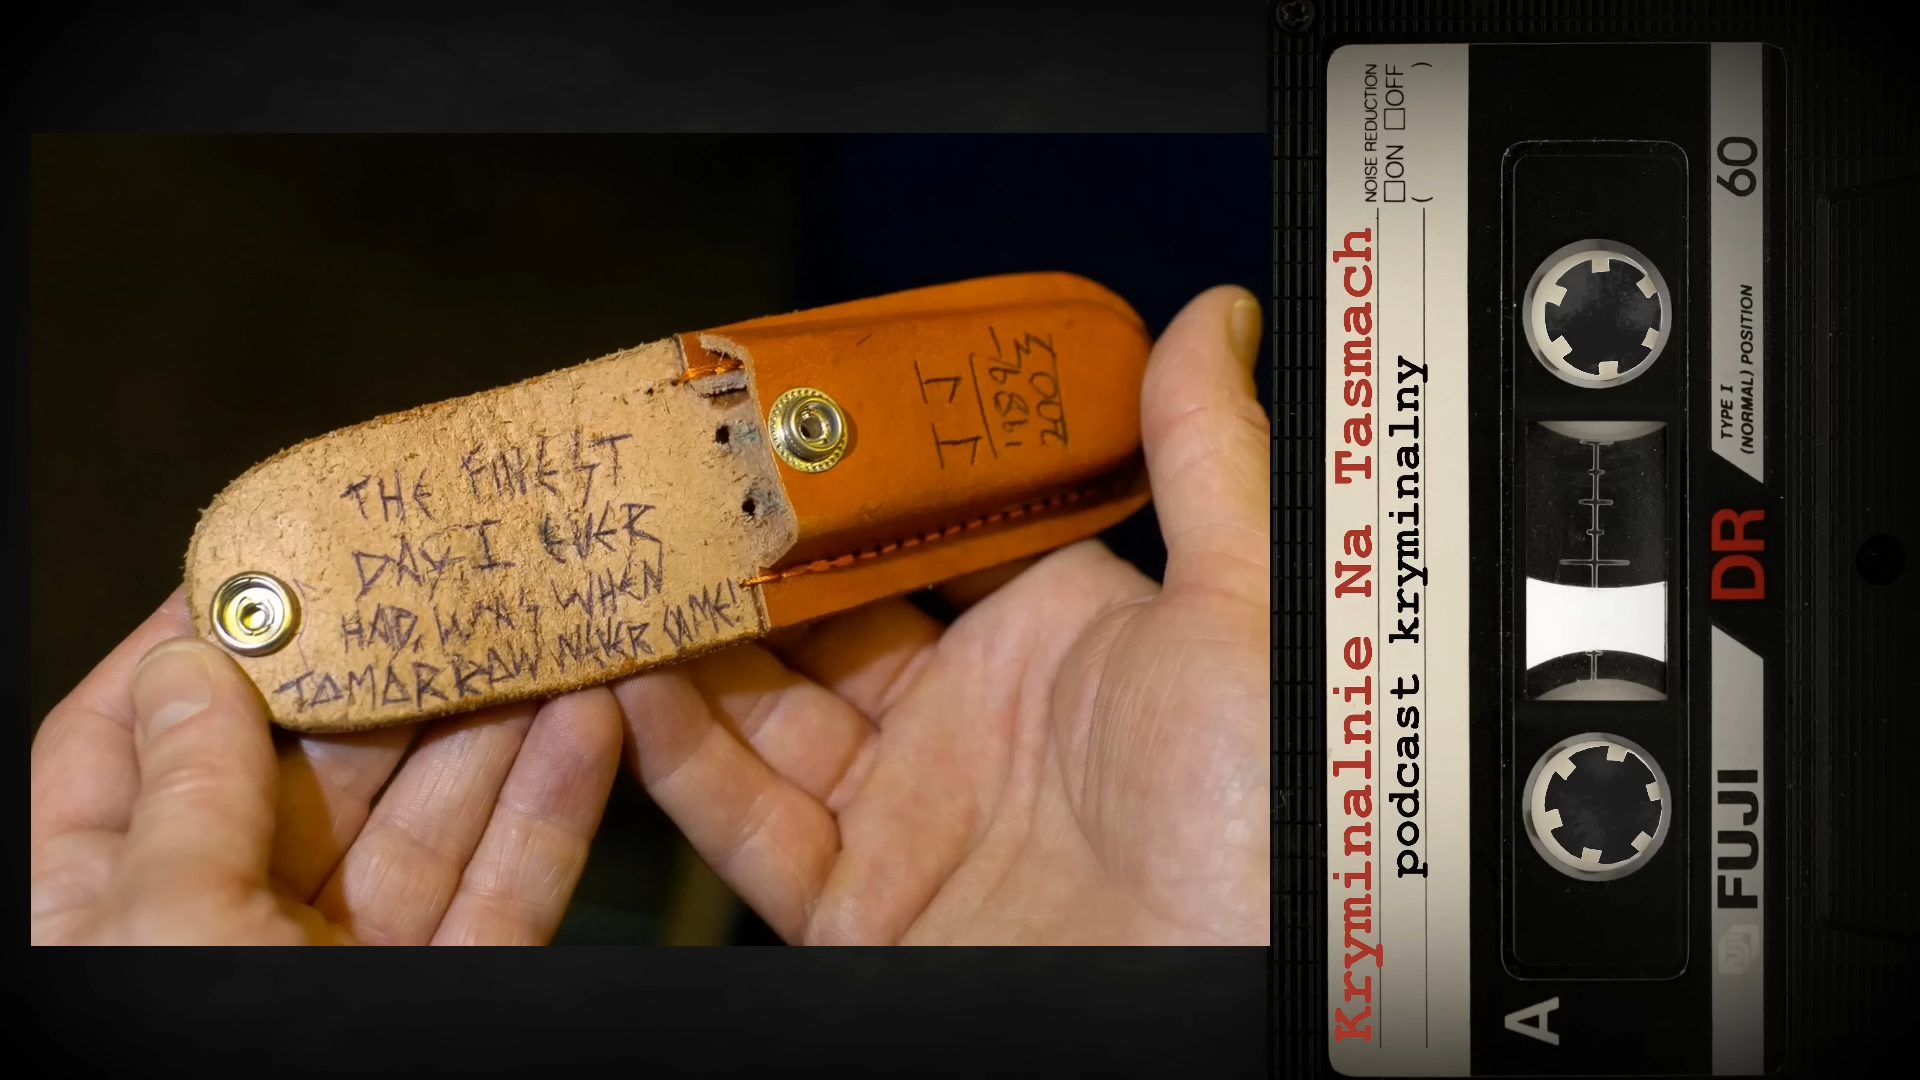 THE FINEST
DAY I EVER
HAD, WAS WHEN
TOMORROW NEVER CAME!
JJ
1989-
2003
Kryminalnie Na Tasmach
podcast kryminalny
NOISE REDUCTION
ON OFF
( )
A
FUJI
DR
TYPE I
(NORMAL) POSITION
60